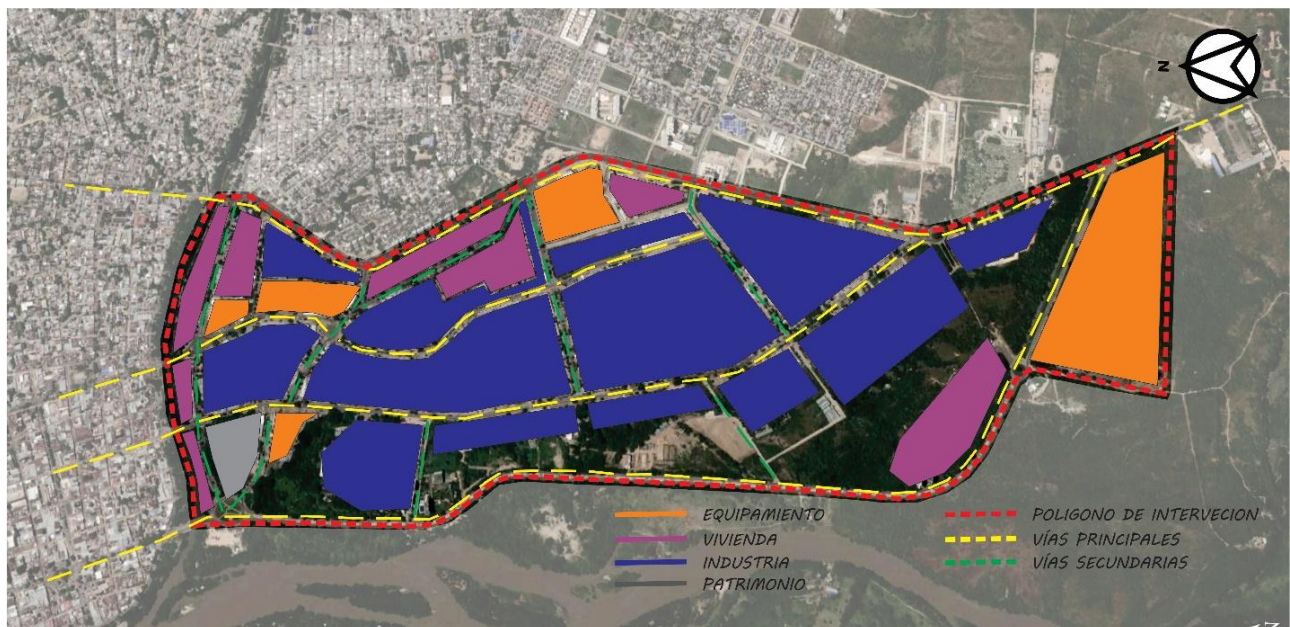 N
EQUIPAMIENTO
VIVIENDA
INDUSTRIA
PATRIMONIO
POLIGONO DE INTERVECION
VÍAS PRINCIPALES
VÍAS SECUNDARIAS